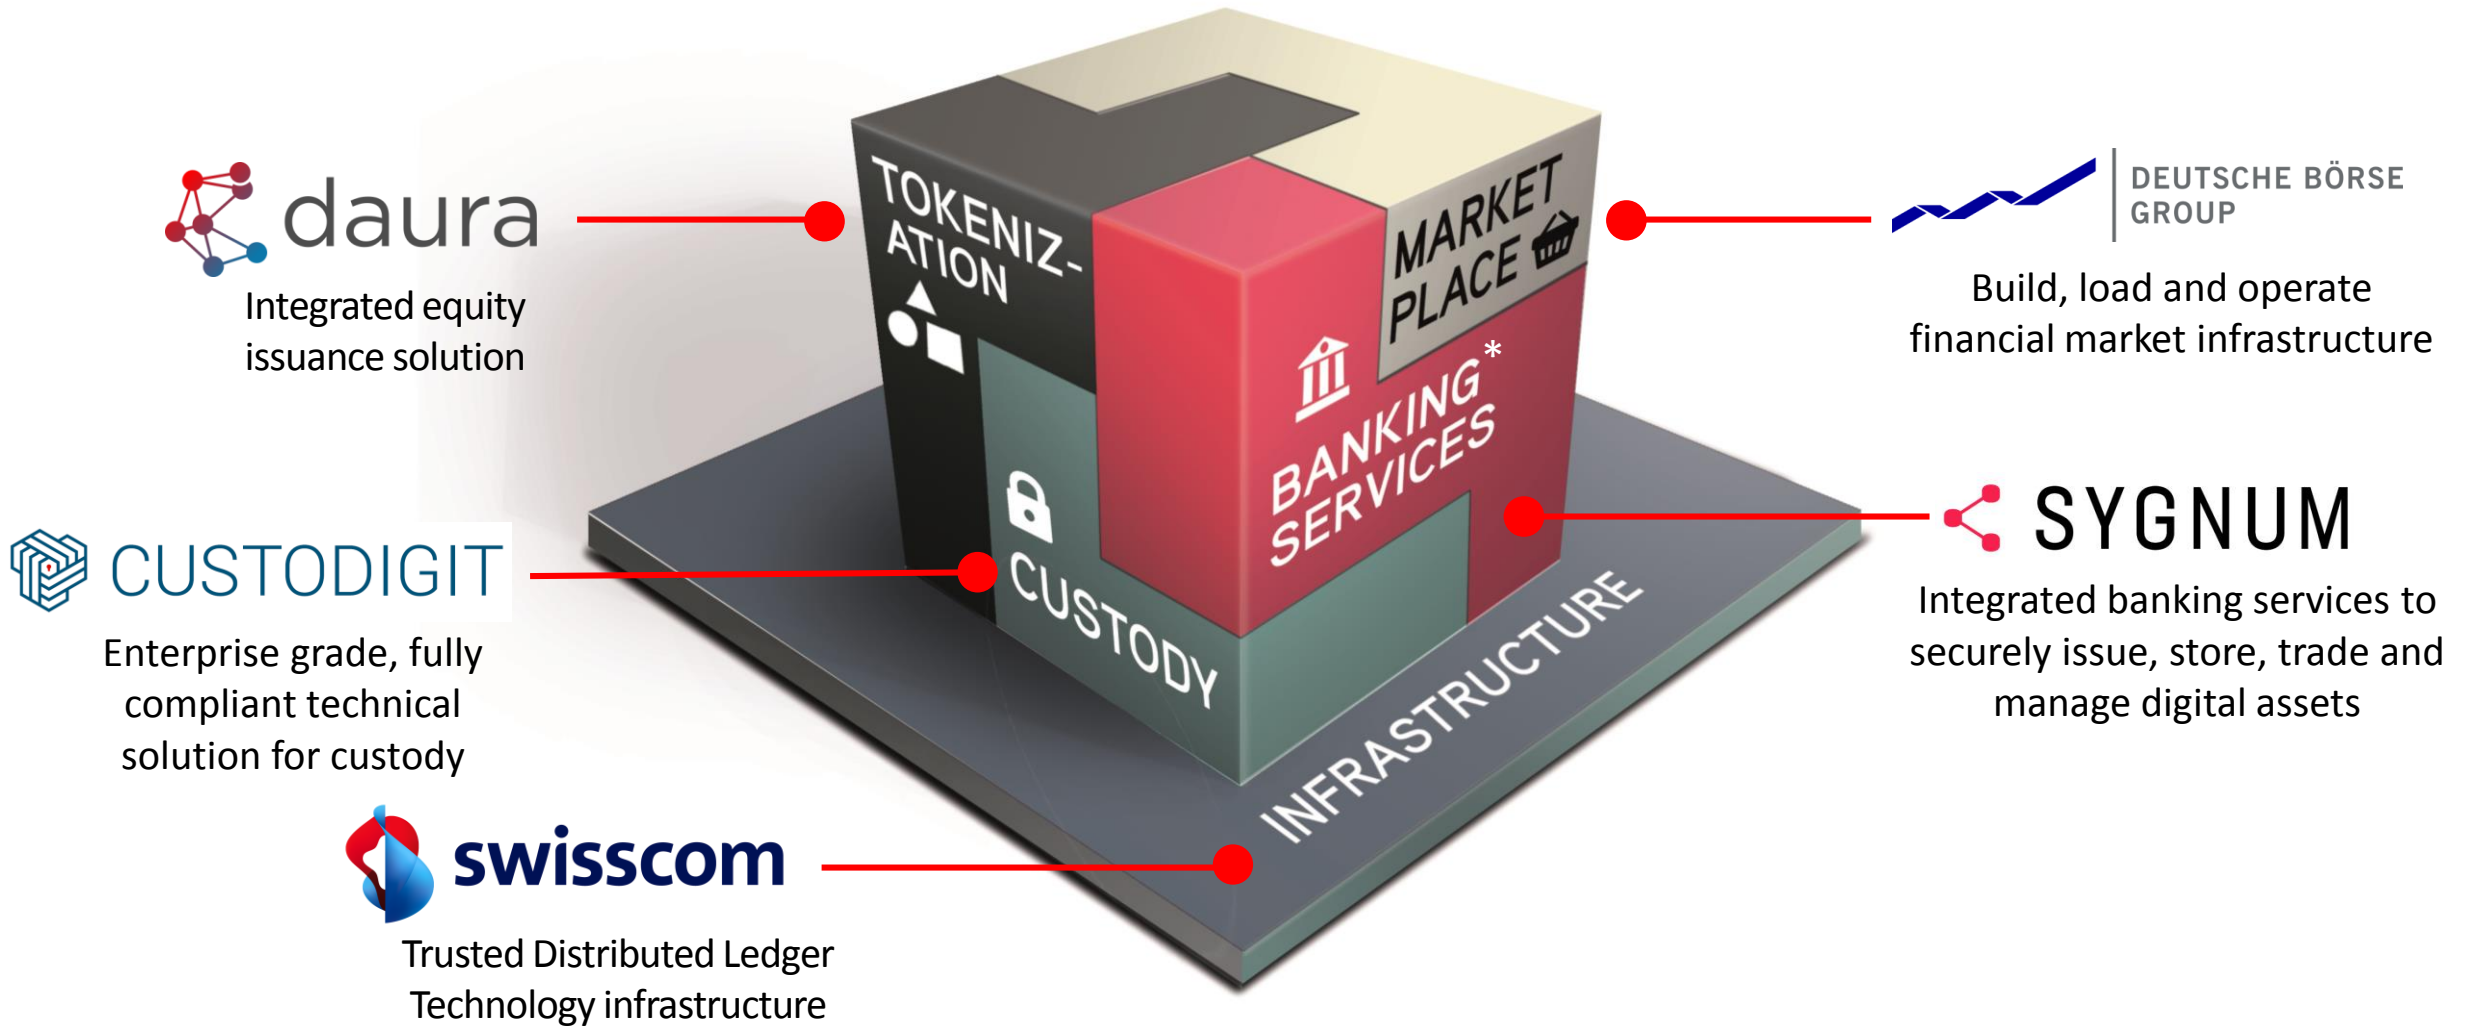 daura
Integrated equity
issuance solution
CUSTODIGIT
Enterprise grade, fully
compliant technical
solution for custody
swisscom
Trusted Distributed Ledger
Technology infrastructure
TOKENIZ-
ATION
MARKET
PLACE
BANKING*
SERVICES
CUSTODY
INFRASTRUCTURE
DEUTSCHE BÖRSE
GROUP
Build, load and operate
financial market infrastructure
SYGNUM
Integrated banking services to
securely issue, store, trade and
manage digital assets